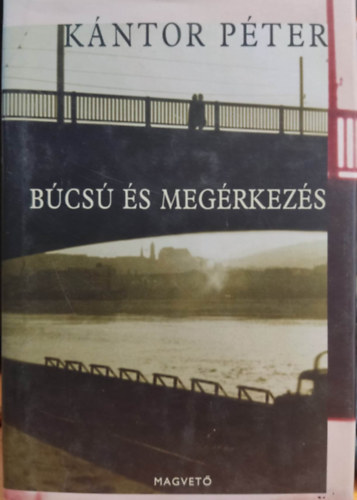 KÁNTOR PÉTER
BÚCSÚ ÉS MEGÉRKEZÉS
MAGVETŐ